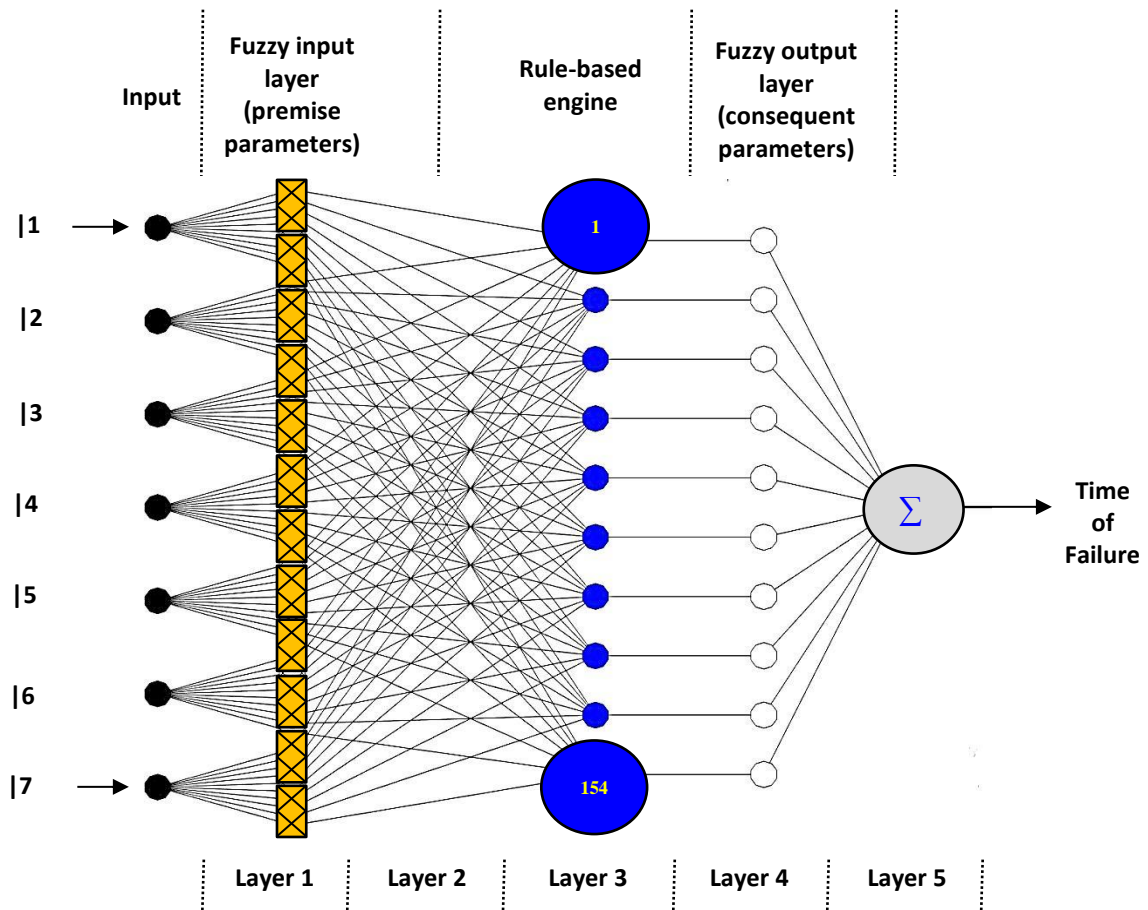 Input
Fuzzy input
layer
(premise
parameters)
Rule-based
engine
Fuzzy output
layer
(consequent
parameters)
|1
|2
|3
|4
|5
|6
|7
1
154
∑
Time
of
Failure
Layer 1
Layer 2
Layer 3
Layer 4
Layer 5